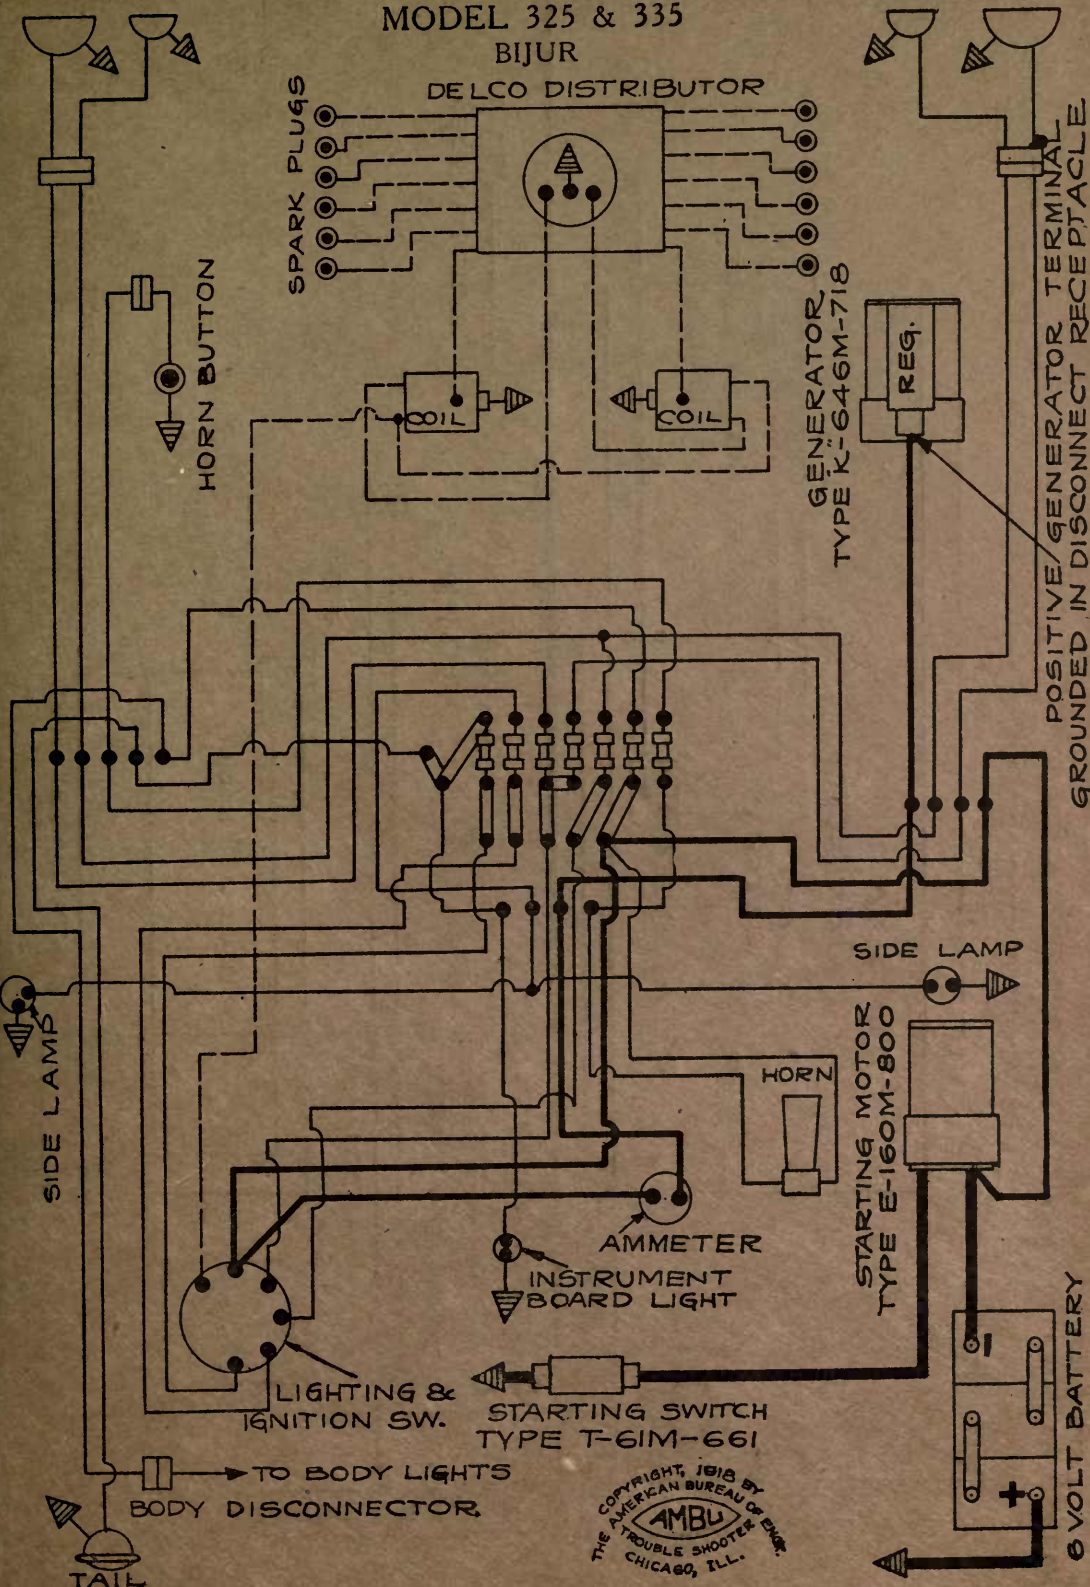 MODEL 325 & 335
BIJUR
DELCO DISTRIBUTOR
SPARK PLUGS
HORN BUTTON
COIL
COIL
GENERATOR
TYPE K-646M-718
REG.
POSITIVE GENERATOR TERMINAL
GROUNDED IN DISCONNECT RECEPTACLE
SIDE LAMP
SIDE LAMP
HORN
STARTING MOTOR
TYPE E-160M-800
AMMETER
INSTRUMENT
BOARD LIGHT
LIGHTING &
IGNITION SW.
STARTING SWITCH
TYPE T-61M-661
TO BODY LIGHTS
BODY DISCONNECTOR
TAIL
-
+
6 VOLT BATTERY
COPYRIGHT, 1918 BY
THE AMERICAN BUREAU OF ENGR.
AMBU
TROUBLE SHOOTER
CHICAGO, ILL.